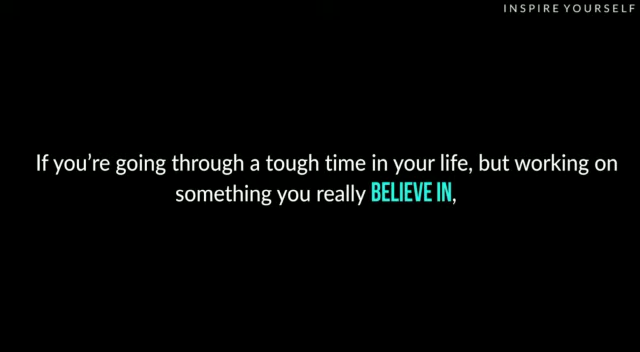 INSPIRE YOURSELF
If you’re going through a tough time in your life, but working on
something you really BELIEVE IN,